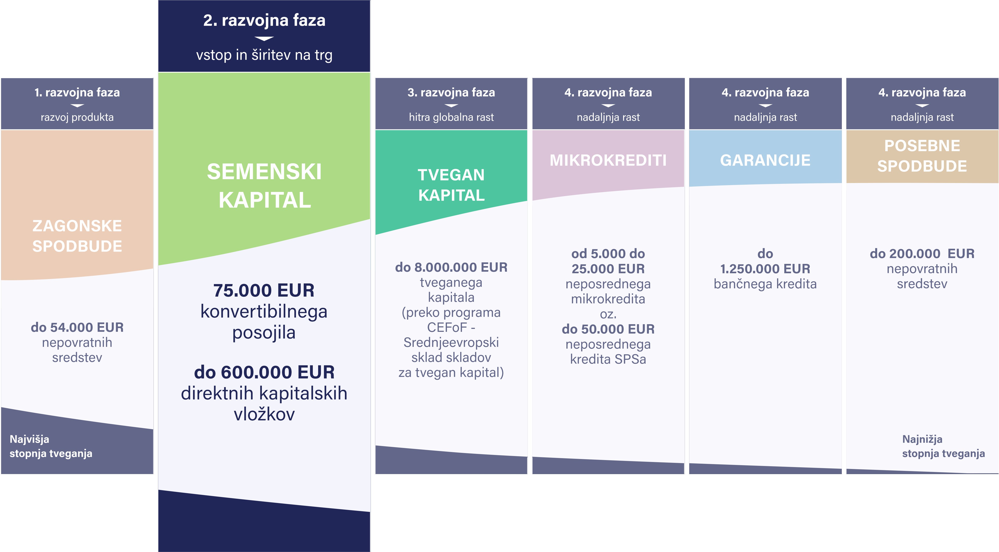 2. razvojna faza
vstop in širitev na trg
SEMENSKI
KAPITAL
75.000 EUR
konvertibilnega
posojila
do 600.000 EUR
direktnih kapitalskih
vložkov
1. razvojna faza
razvoj produkta
ZAGONSKE
SPODBUDE
do 54.000 EUR
nepovratnih
sredstev
Najvišja
stopnja tveganja
3. razvojna faza
hitra globalna rast
TVEGAN
KAPITAL
do 8.000.000 EUR
tveganega
kapitala
(preko programa
CEFoF -
Srednjeevropski
sklad skladov
za tvegan kapital)
4. razvojna faza
nadaljnja rast
MIKROKREDITI
od 5.000 do
25.000 EUR
neposrednega
mikrokredita
oz.
do 50.000 EUR
neposrednega
kredita SPSa
4. razvojna faza
nadaljnja rast
GARANCIJE
do
1.250.000 EUR
bančnega kredita
4. razvojna faza
nadaljnja rast
POSEBNE
SPODBUDE
do 200.000 EUR
nepovratnih
sredstev
Najnižja
stopnja tveganja